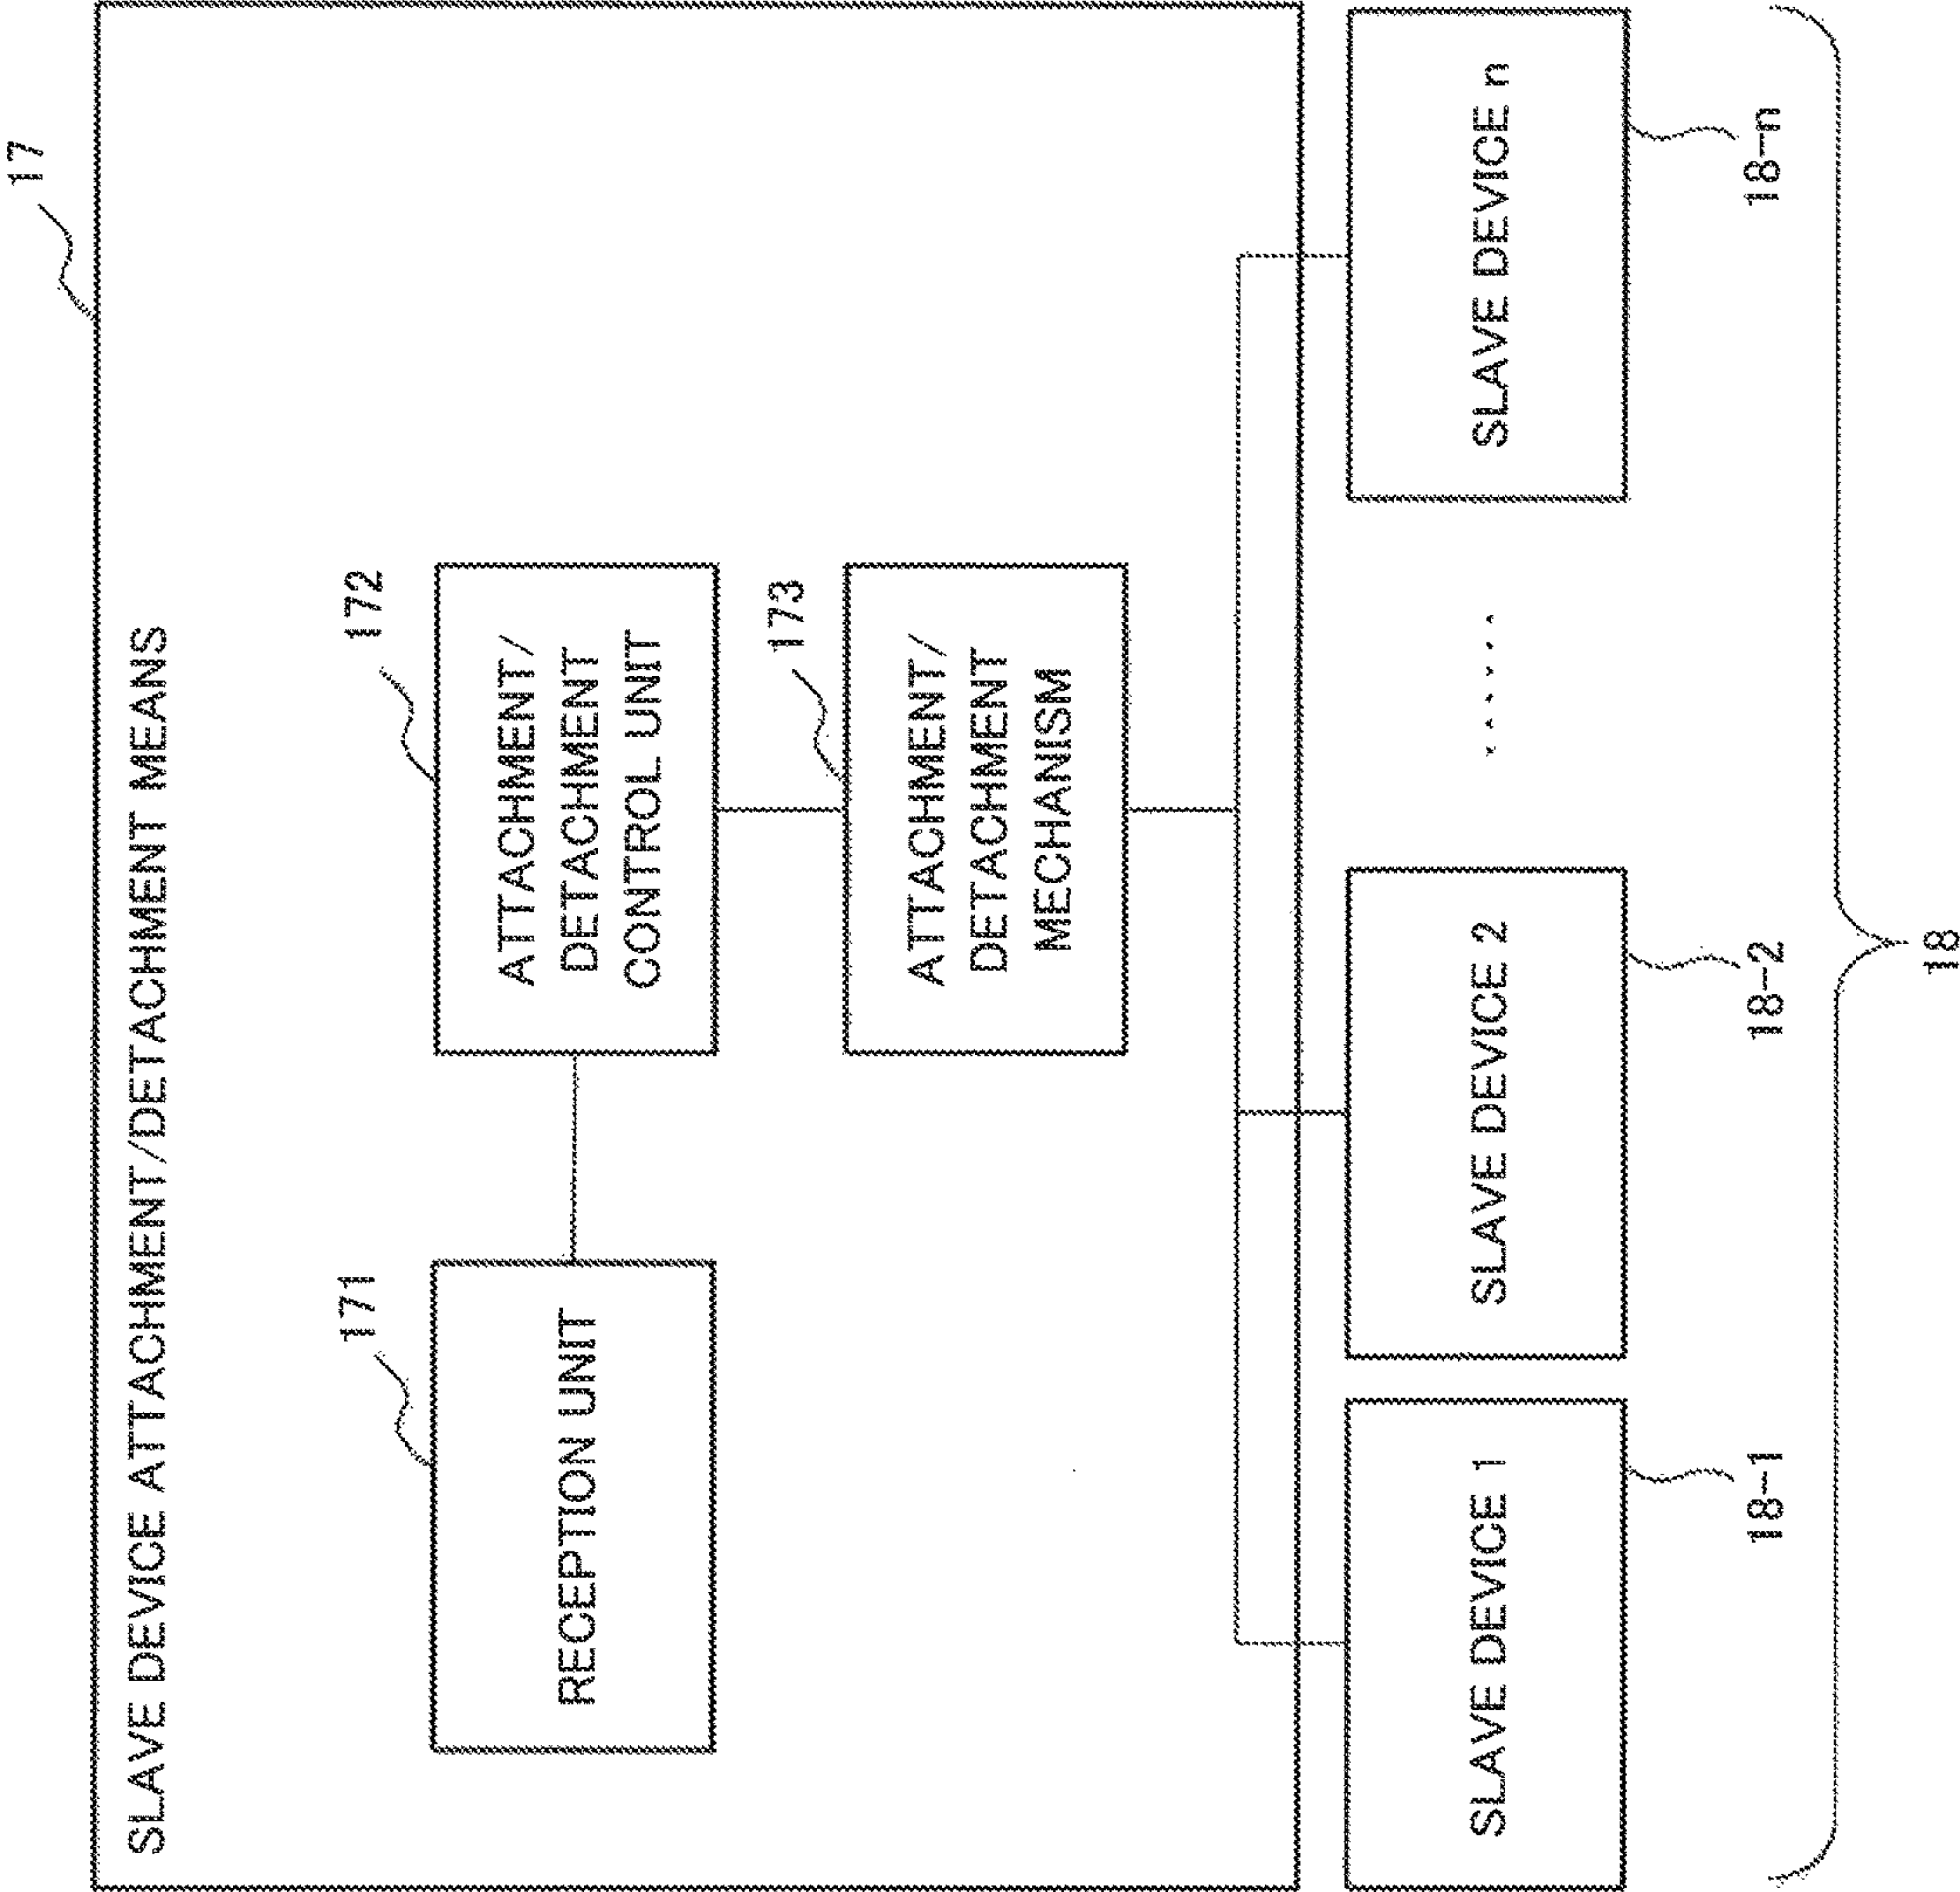 17
SLAVE DEVICE ATTACHMENT/DETACHMENT MEANS
171
172
RECEPTION UNIT
ATTACHMENT/
DETACHMENT
CONTROL UNIT
173
ATTACHMENT/
DETACHMENT
MECHANISM
SLAVE DEVICE 1
SLAVE DEVICE 2
......
SLAVE DEVICE n
18-1
18-2
18-n
18